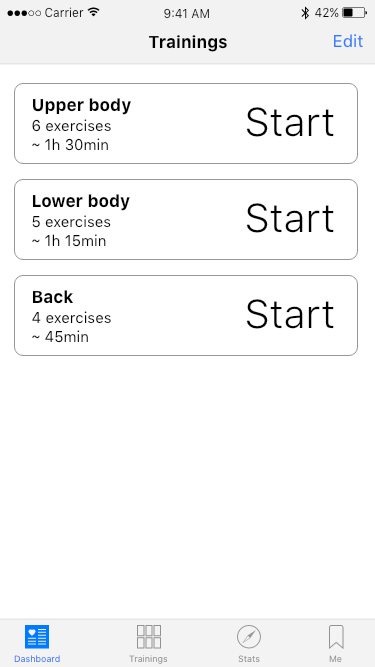 Carrier 9:41 AM 42%
Trainings Edit
Upper body
6 exercises
~ 1h 30min
Start
Lower body
5 exercises
~ 1h 15min
Start
Back
4 exercises
~ 45min
Start
Dashboard Trainings Stats Me